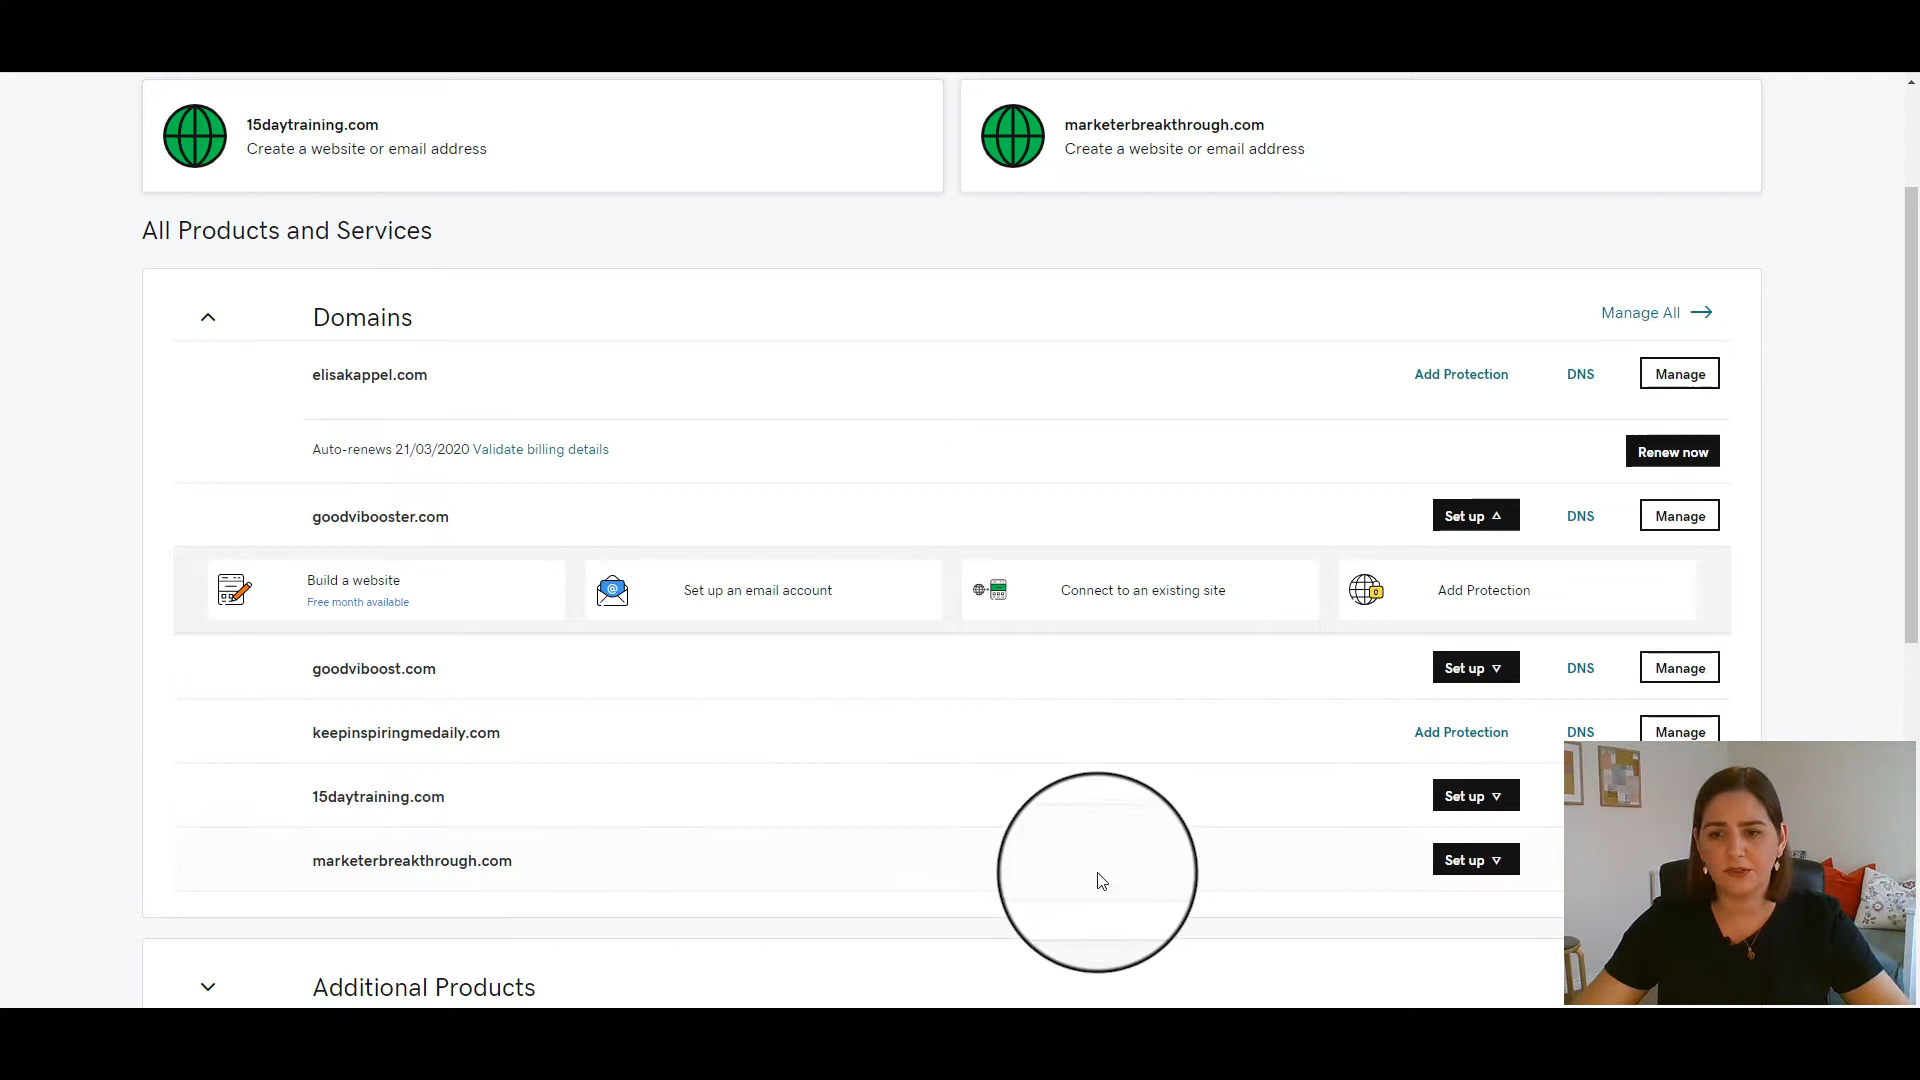 15daytraining.com
Create a website or email address
marketerbreakthrough.com
Create a website or email address
All Products and Services
Domains
Manage All
elisakappel.com
Add Protection
DNS
Manage
Auto-renews 21/03/2020 Validate billing details
Renew now
goodvibooster.com
Set up
DNS
Manage
Build a website
Free month available
Set up an email account
Connect to an existing site
Add Protection
goodviboost.com
Set up
DNS
Manage
keepinspiringmedaily.com
Add Protection
DNS
Manage
15daytraining.com
Set up
marketerbreakthrough.com
Set up
Additional Products